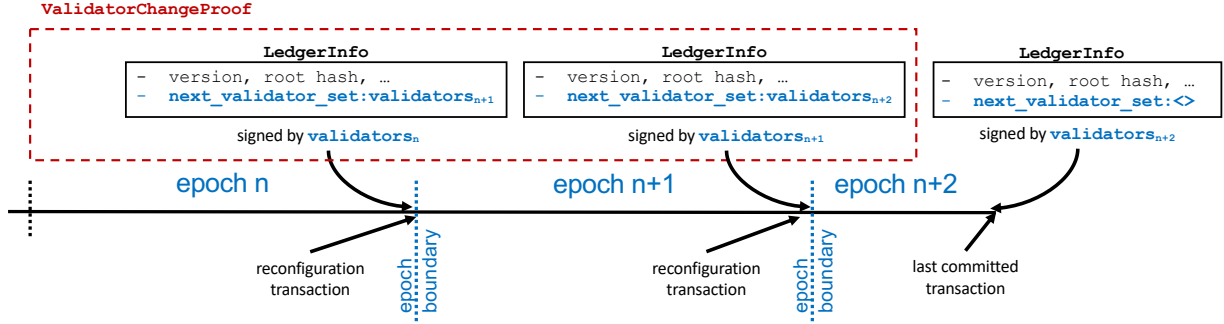 ValidatorChangeProof
LedgerInfo
- version, root hash, …
- next_validator_set:validatorsn+1
signed by validatorsn
LedgerInfo
- version, root hash, …
- next_validator_set:validatorsn+2
signed by validatorsn+1
LedgerInfo
- version, root hash, …
- next_validator_set:<>
signed by validatorsn+2
epoch n
epoch n+1
epoch n+2
reconfiguration
transaction
epoch
boundary
reconfiguration
transaction
epoch
boundary
last committed
transaction